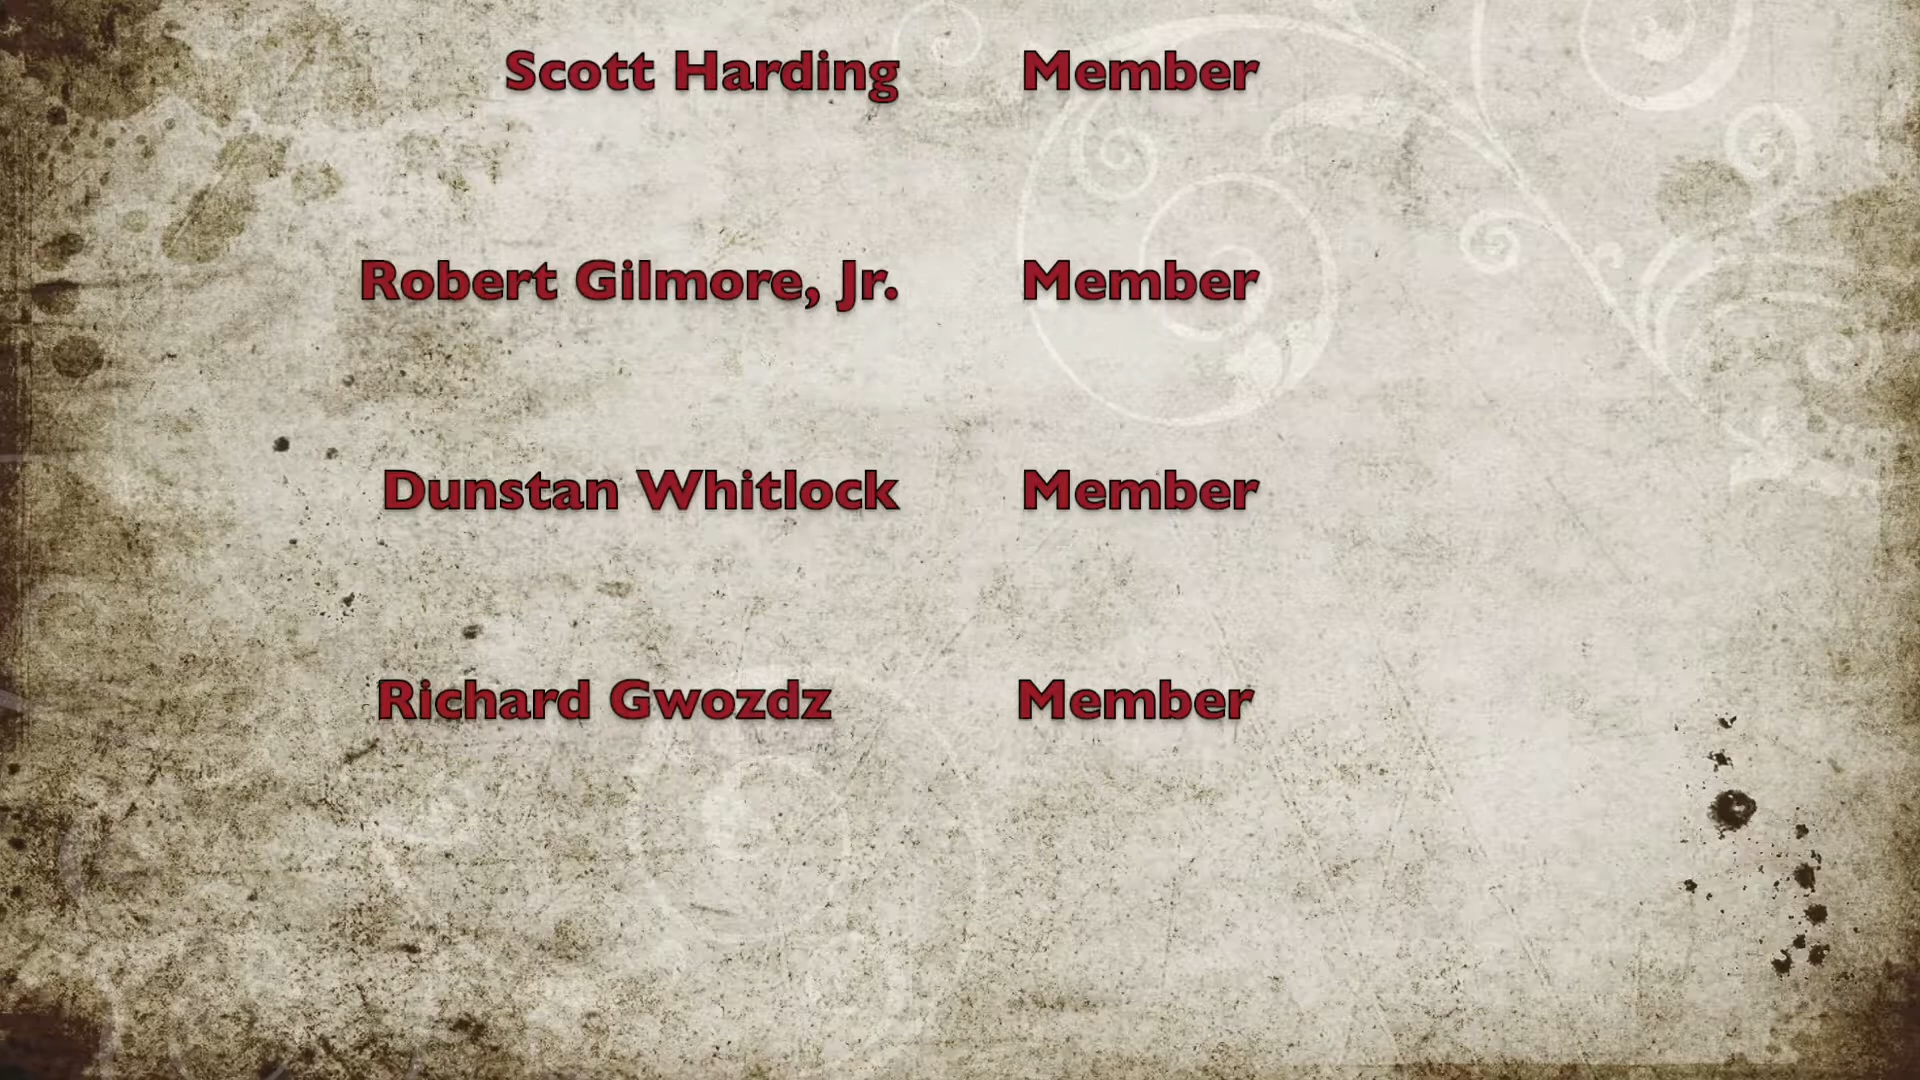 Scott Harding Member
Robert Gilmore, Jr. Member
Dunstan Whitlock Member
Richard Gwozdz Member